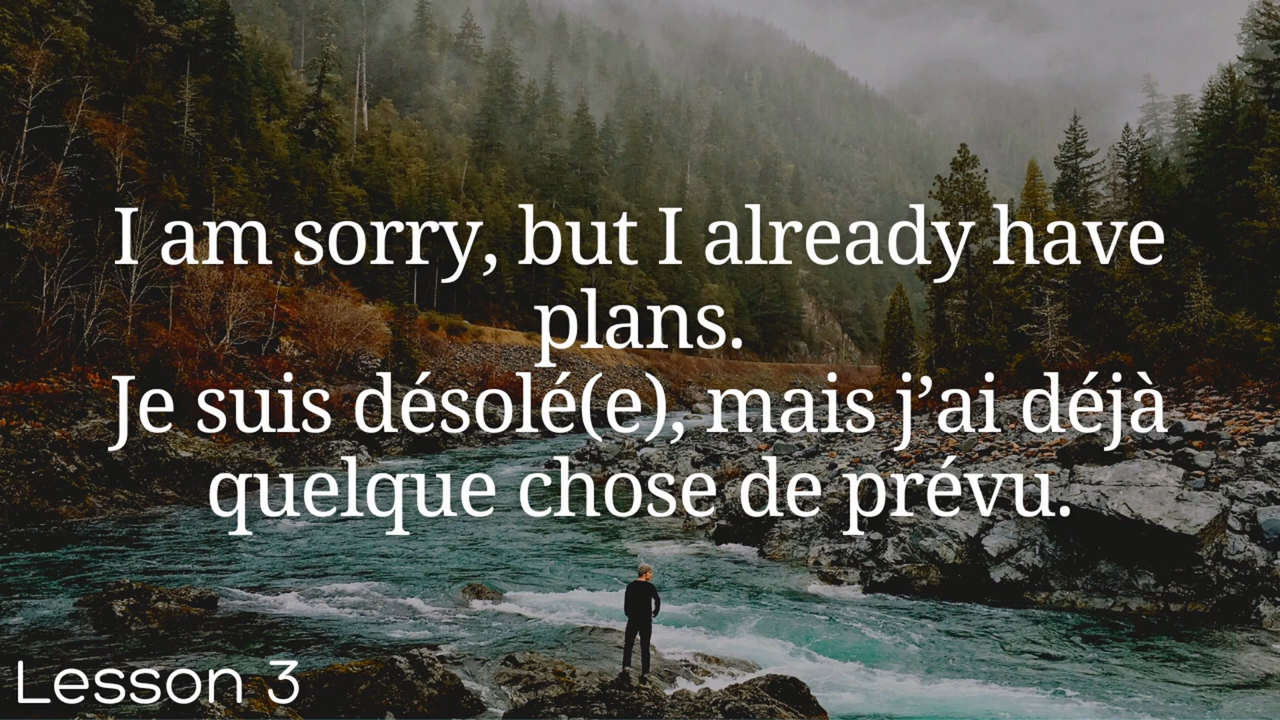 I am sorry, but I already have
plans.
Je suis désolé(e), mais j’ai déjà
quelque chose de prévu.
Lesson 3